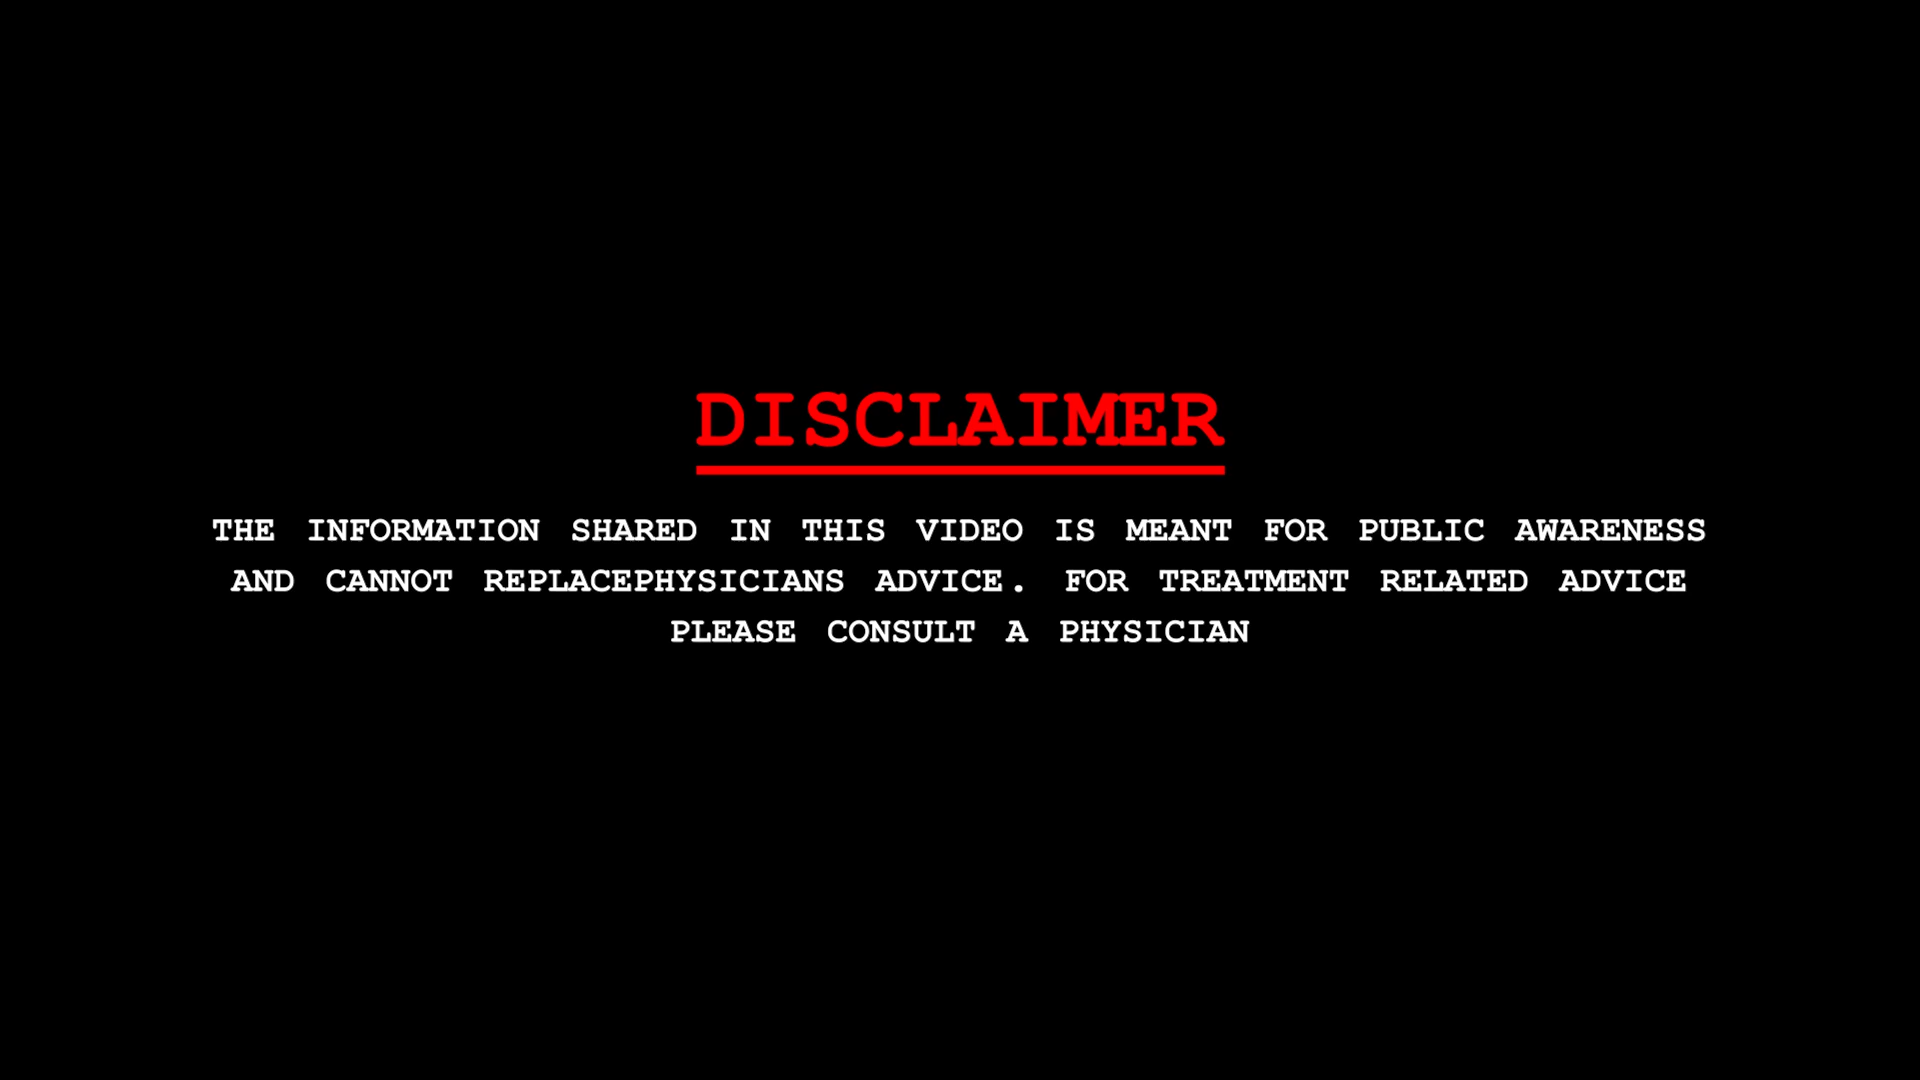 DISCLAIMER
THE INFORMATION SHARED IN THIS VIDEO IS MEANT FOR PUBLIC AWARENESS
AND CANNOT REPLACEPHYSICIANS ADVICE. FOR TREATMENT RELATED ADVICE
PLEASE CONSULT A PHYSICIAN